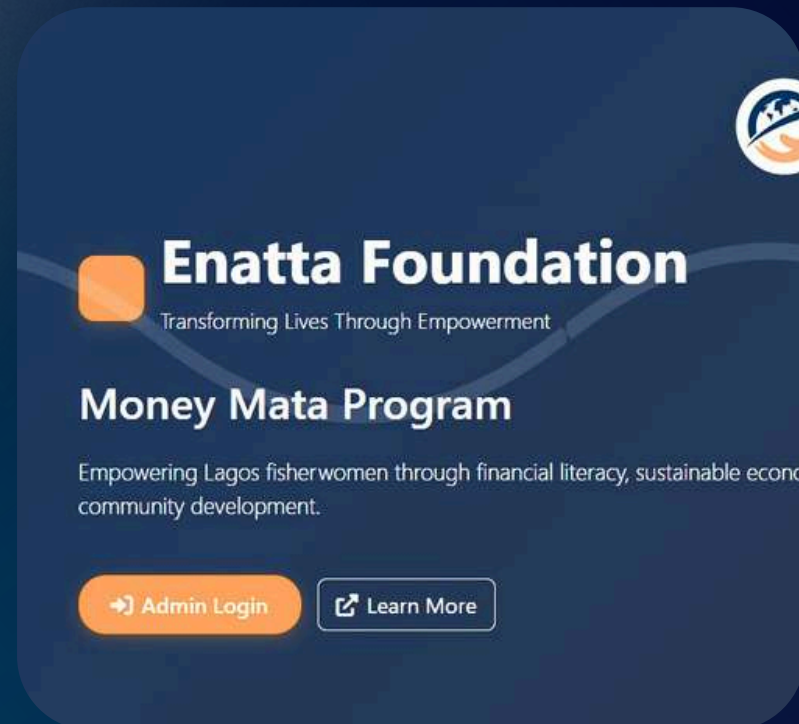 Enatta Foundation
Transforming Lives Through Empowerment
Money Mata Program
Empowering Lagos fisherwomen through financial literacy, sustainable
community development.
Admin Login
Learn More